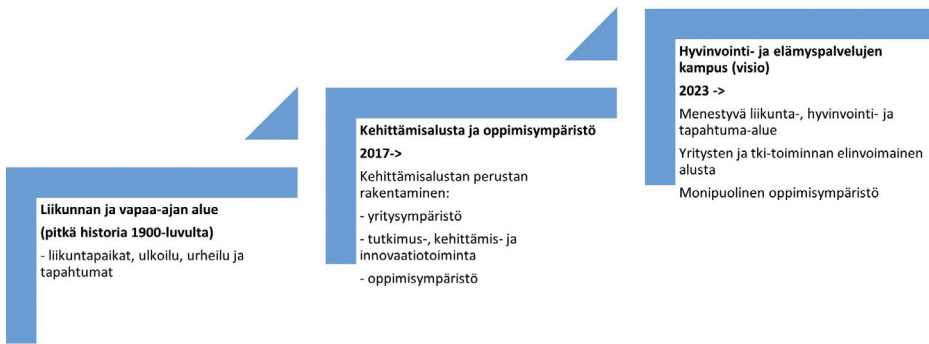 Liikunnan ja vapaa-ajan alue
(pitkä historia 1900-luvulta)
- liikuntapaikat, ulkoilu, urheilu ja
tapahtumat
Kehittämisalusta ja oppimisympäristö
2017->
Kehittämisalustan perustan
rakentaminen:
- yritysympäristö
- tutkimus-, kehittämis- ja
innovaatiotoiminta
- oppimisympäristö
Hyvinvointi- ja elämyspalvelujen
kampus (visio)
2023 ->
Menestyvä liikunta-, hyvinvointi- ja
tapahtuma-alue
Yritysten ja tki-toiminnan elinvoimainen
alusta
Monipuolinen oppimisympäristö